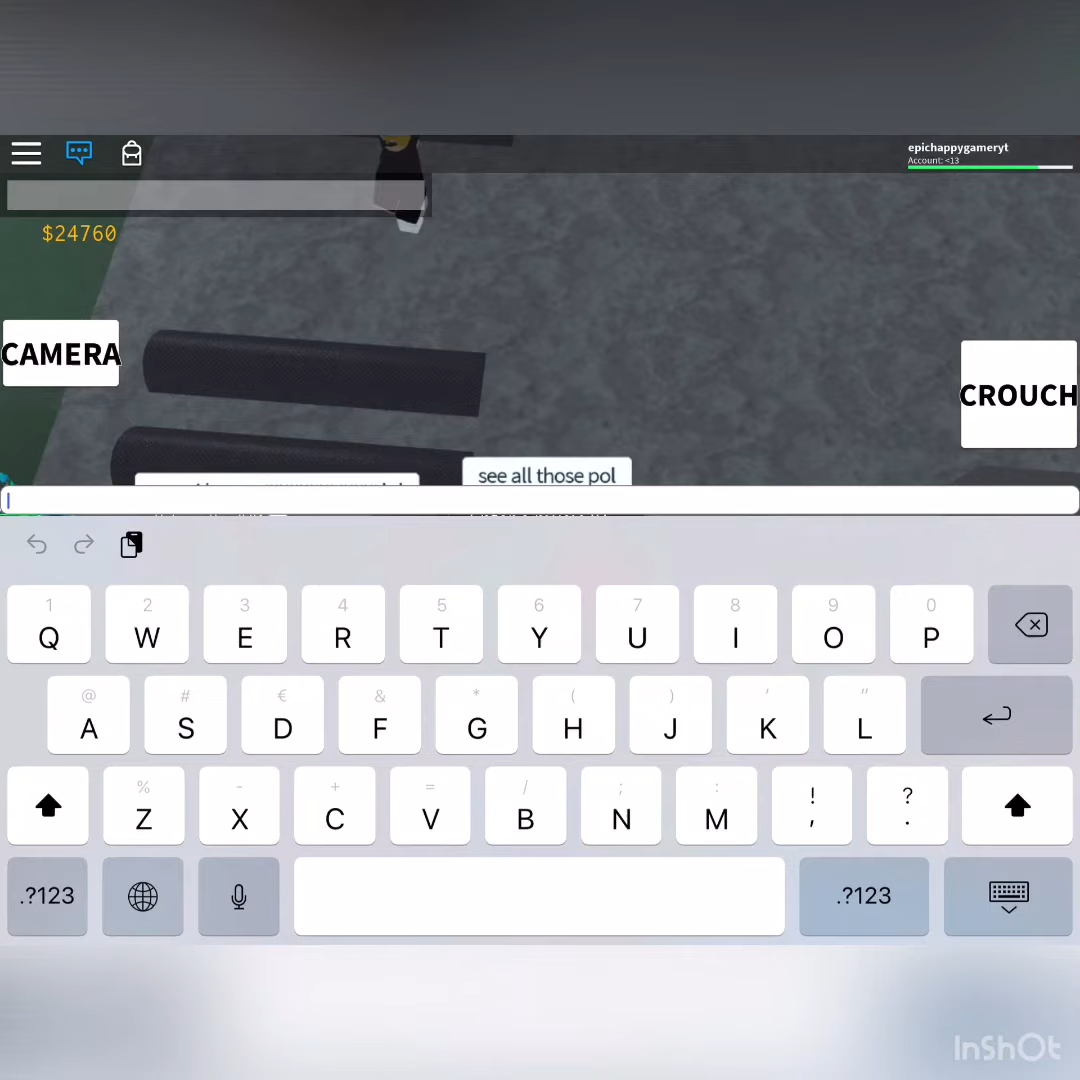 epichappygameryt
Account: <13
$24760
CAMERA
CROUCH
see all those pol
1 2 3 4 5 6 7 8 9 0
Q W E R T Y U I O P
@ # € & * ( ) ' "
A S D F G H J K L
% - + = / ; : ! ?
Z X C V B N M , .
.?123 .?123
InShOt